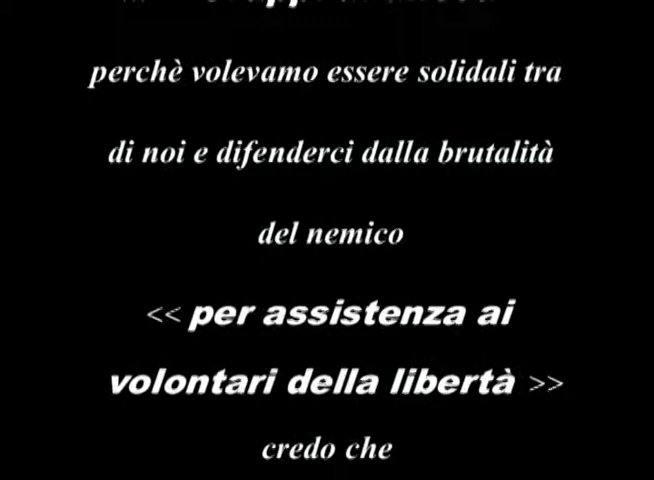 perchè volevamo essere solidali tra
di noi e difenderci dalla brutalità
del nemico
<< per assistenza ai
volontari della libertà >>
credo che